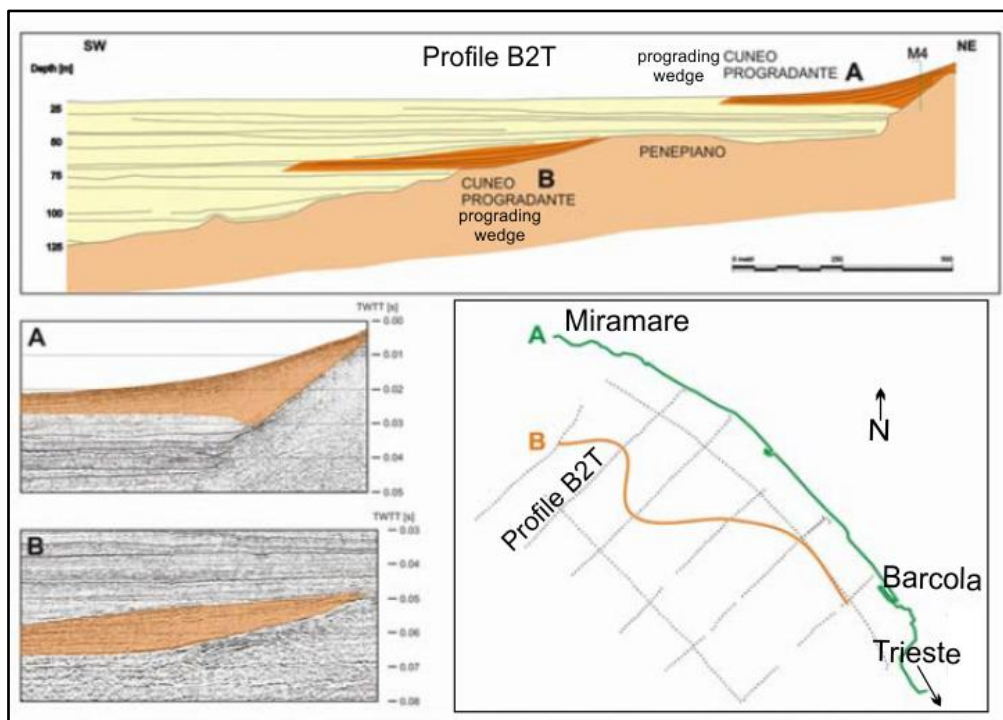 SW
Profile B2T
NE
Depth [m]
prograding
wedge
CUNEO
PROGRADANTE
A
M4
25
50
75
100
125
PENEPIANO
CUNEO
PROGRADANTE
B
prograding
wedge
0 metri
250
500
TWTT [s]
A
0.00
0.01
0.02
0.03
0.04
0.05
TWTT [s]
B
0.03
0.04
0.05
0.06
0.07
0.08
A
Miramare
N
B
Profile B2T
Barcola
Trieste